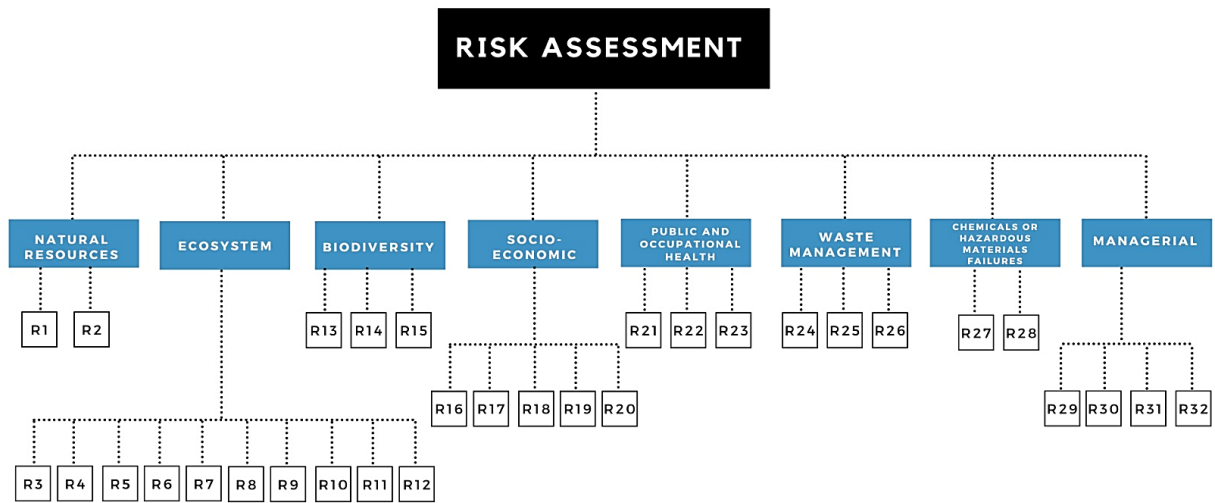 RISK ASSESSMENT
NATURAL
RESOURCES
ECOSYSTEM
BIODIVERSITY
SOCIO-
ECONOMIC
PUBLIC AND
OCCUPATIONAL
HEALTH
WASTE
MANAGEMENT
CHEMICALS OR
HAZARDOUS
MATERIALS
FAILURES
MANAGERIAL
R1 R2
R13 R14 R15
R21 R22 R23
R24 R25 R26
R27 R28
R16 R17 R18 R19 R20
R29 R30 R31 R32
R3 R4 R5 R6 R7 R8 R9 R10 R11 R12